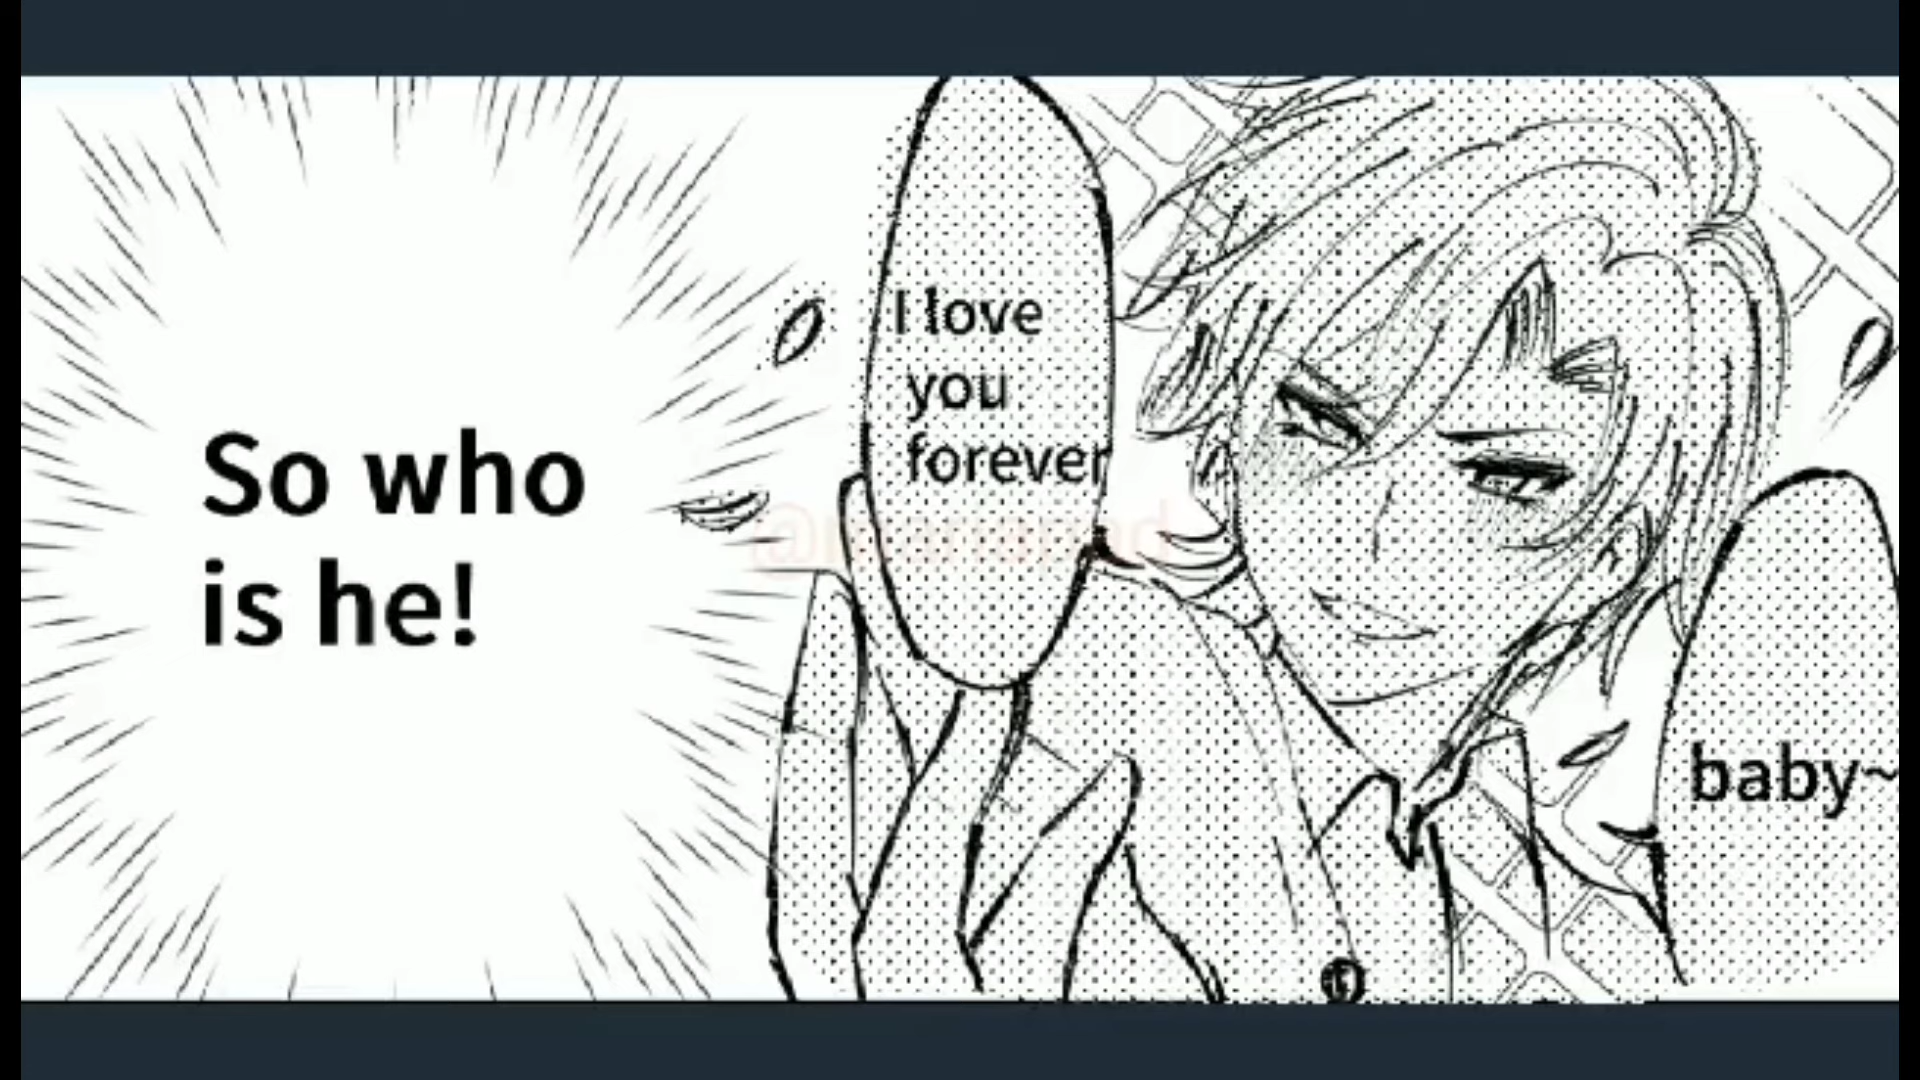 So who
is he!
I love
you
forever
baby~